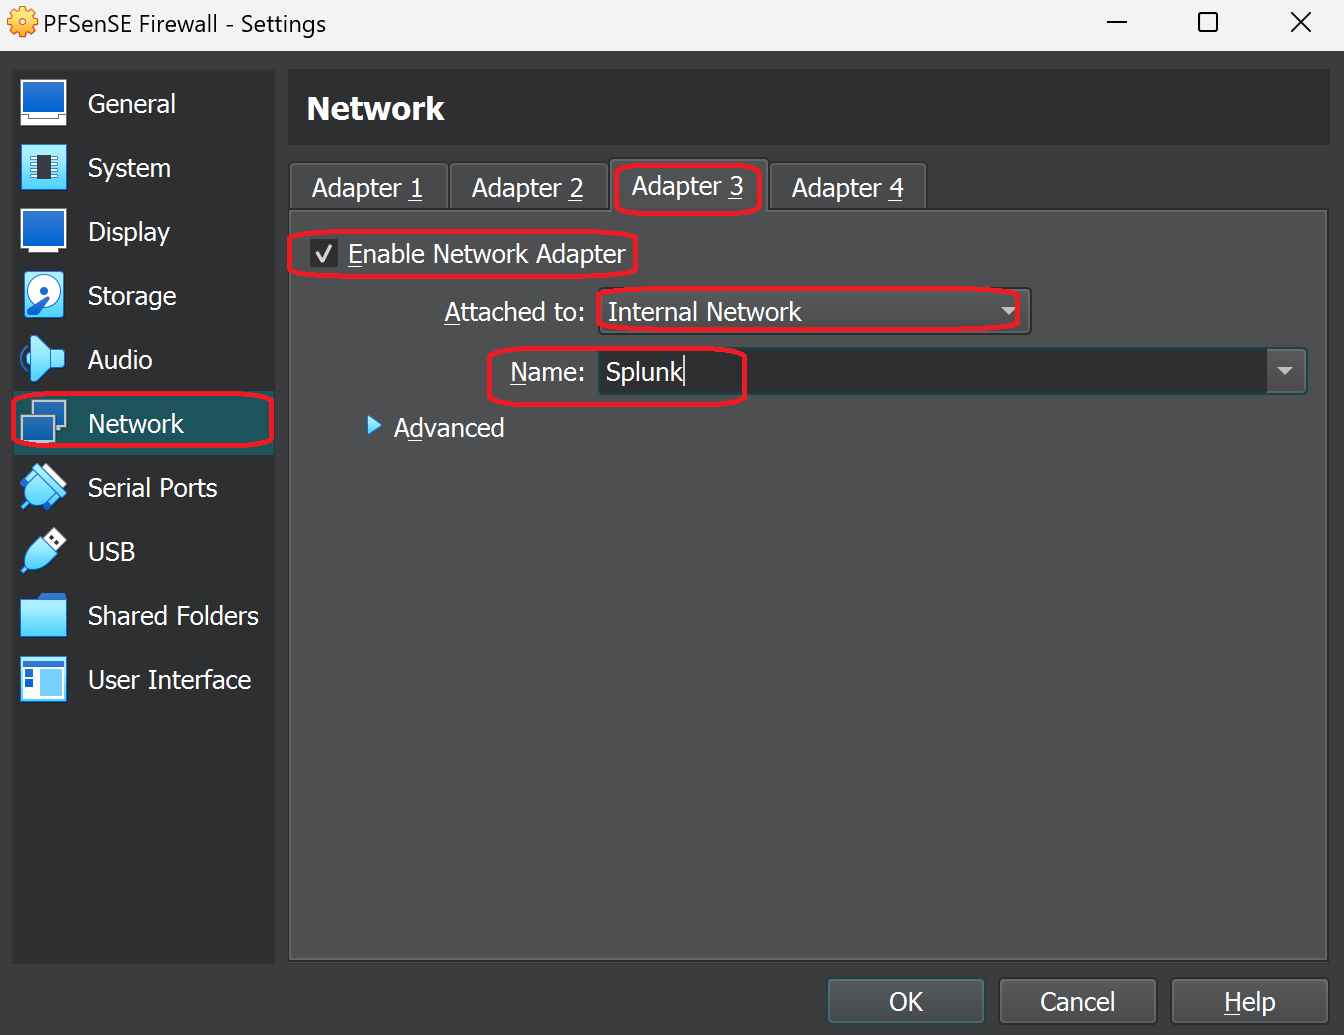 PFSenSE Firewall - Settings
General
System
Display
Storage
Audio
Network
Serial Ports
USB
Shared Folders
User Interface
Network
Adapter 1
Adapter 2
Adapter 3
Adapter 4
Enable Network Adapter
Attached to: Internal Network
Name: Splunk
Advanced
OK
Cancel
Help